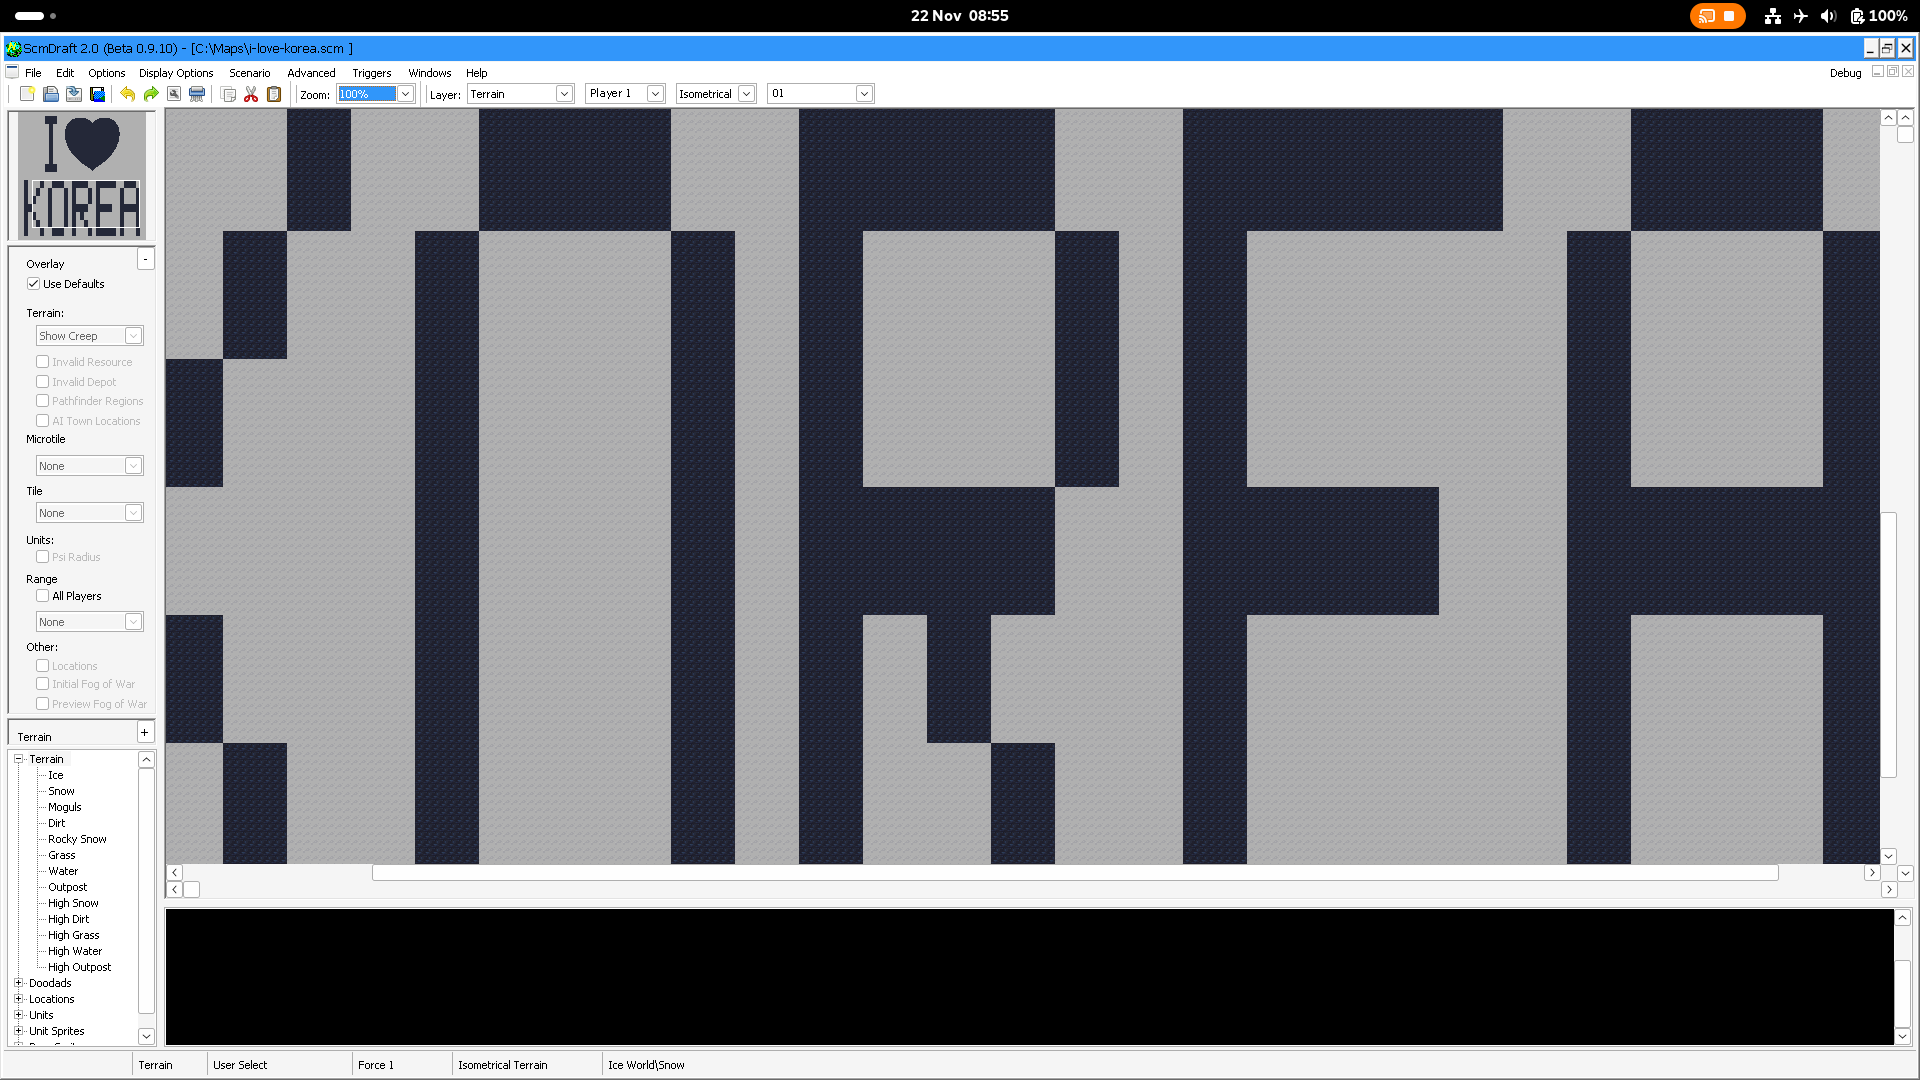 22 Nov 08:55
100%
ScmDraft 2.0 (Beta 0.9.10) - [C:\Maps\i-love-korea.scm ]
File Edit Options Display Options Scenario Advanced Triggers Windows Help Debug
Zoom: 100% Layer: Terrain Player 1 Isometrical 01
I
KOREA
Overlay -
Use Defaults
Terrain:
Show Creep
Invalid Resource
Invalid Depot
Pathfinder Regions
AI Town Locations
Microtile
None
Tile
None
Units:
Psi Radius
Range
All Players
None
Other:
Locations
Initial Fog of War
Preview Fog of War
Terrain +
Terrain
Ice
Snow
Moguls
Dirt
Rocky Snow
Grass
Water
Outpost
High Snow
High Dirt
High Grass
High Water
High Outpost
Doodads
Locations
Units
Unit Sprites
Terrain User Select Force 1 Isometrical Terrain Ice World\Snow